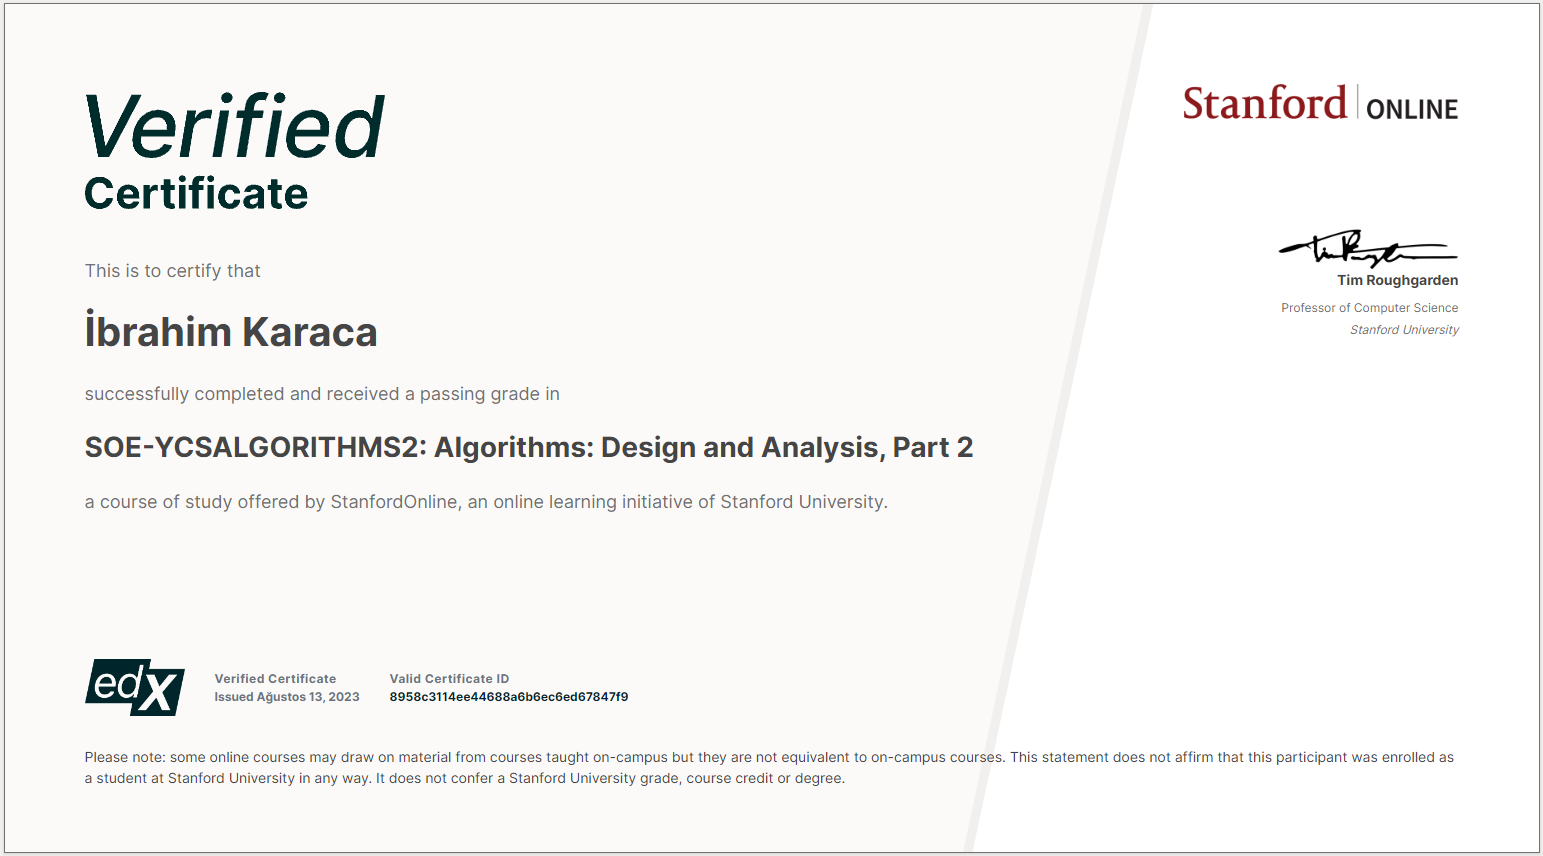 Verified
Certificate
Stanford ONLINE
This is to certify that
İbrahim Karaca
successfully completed and received a passing grade in
SOE-YCSALGORITHMS2: Algorithms: Design and Analysis, Part 2
a course of study offered by StanfordOnline, an online learning initiative of Stanford University.
Tim Roughgarden
Professor of Computer Science
Stanford University
edX
Verified Certificate
Issued Ağustos 13, 2023
Valid Certificate ID
8958c3114ee44688a6b6ec6ed67847f9
Please note: some online courses may draw on material from courses taught on-campus but they are not equivalent to on-campus courses. This statement does not affirm that this participant was enrolled as
a student at Stanford University in any way. It does not confer a Stanford University grade, course credit or degree.